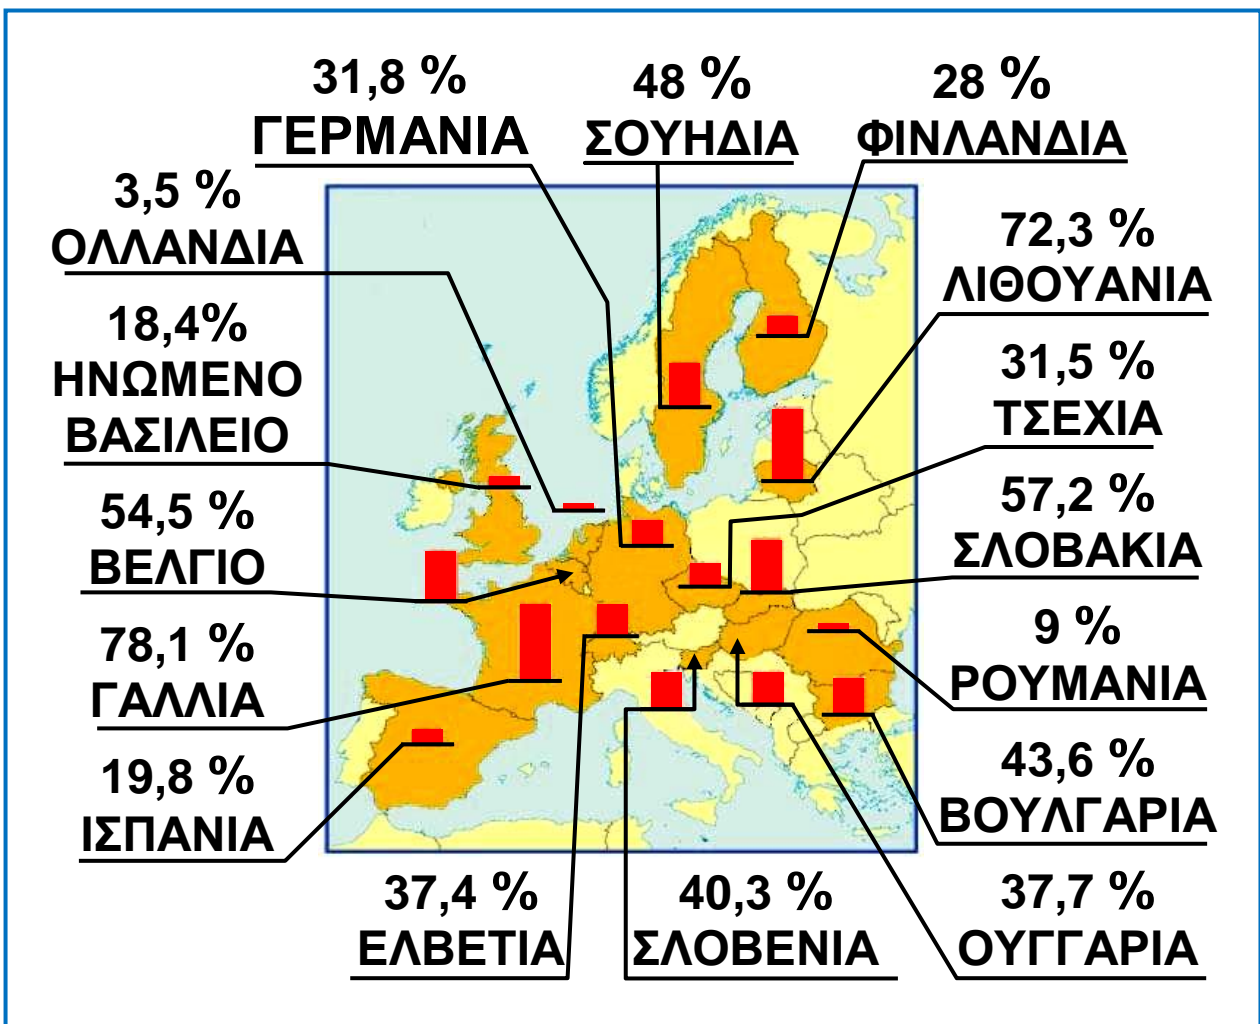 31,8 %
ΓΕΡΜΑΝΙΑ
48 %
ΣΟΥΗΔΙΑ
28 %
ΦΙΝΛΑΝΔΙΑ
3,5 %
ΟΛΛΑΝΔΙΑ
72,3 %
ΛΙΘΟΥΑΝΙΑ
18,4%
ΗΝΩΜΕΝΟ
ΒΑΣΙΛΕΙΟ
31,5 %
ΤΣΕΧΙΑ
54,5 %
ΒΕΛΓΙΟ
57,2 %
ΣΛΟΒΑΚΙΑ
78,1 %
ΓΑΛΛΙΑ
9 %
ΡΟΥΜΑΝΙΑ
19,8 %
ΙΣΠΑΝΙΑ
43,6 %
ΒΟΥΛΓΑΡΙΑ
37,4 %
ΕΛΒΕΤΙΑ
40,3 %
ΣΛΟΒΕΝΙΑ
37,7 %
ΟΥΓΓΑΡΙΑ